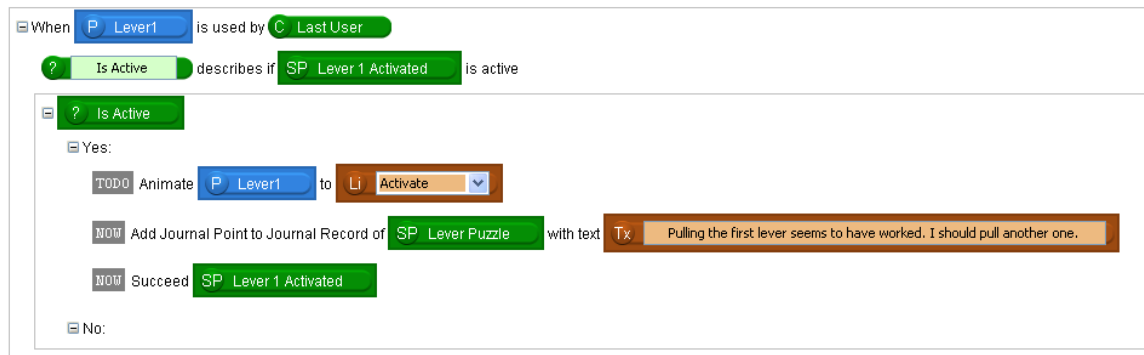 When P Lever1 is used by C Last User
? Is Active describes if SP Lever 1 Activated is active
? Is Active
Yes:
TODO Animate P Lever1 to Li Activate
NOW Add Journal Point to Journal Record of SP Lever Puzzle with text Tx Pulling the first lever seems to have worked. I should pull another one.
NOW Succeed SP Lever 1 Activated
No: